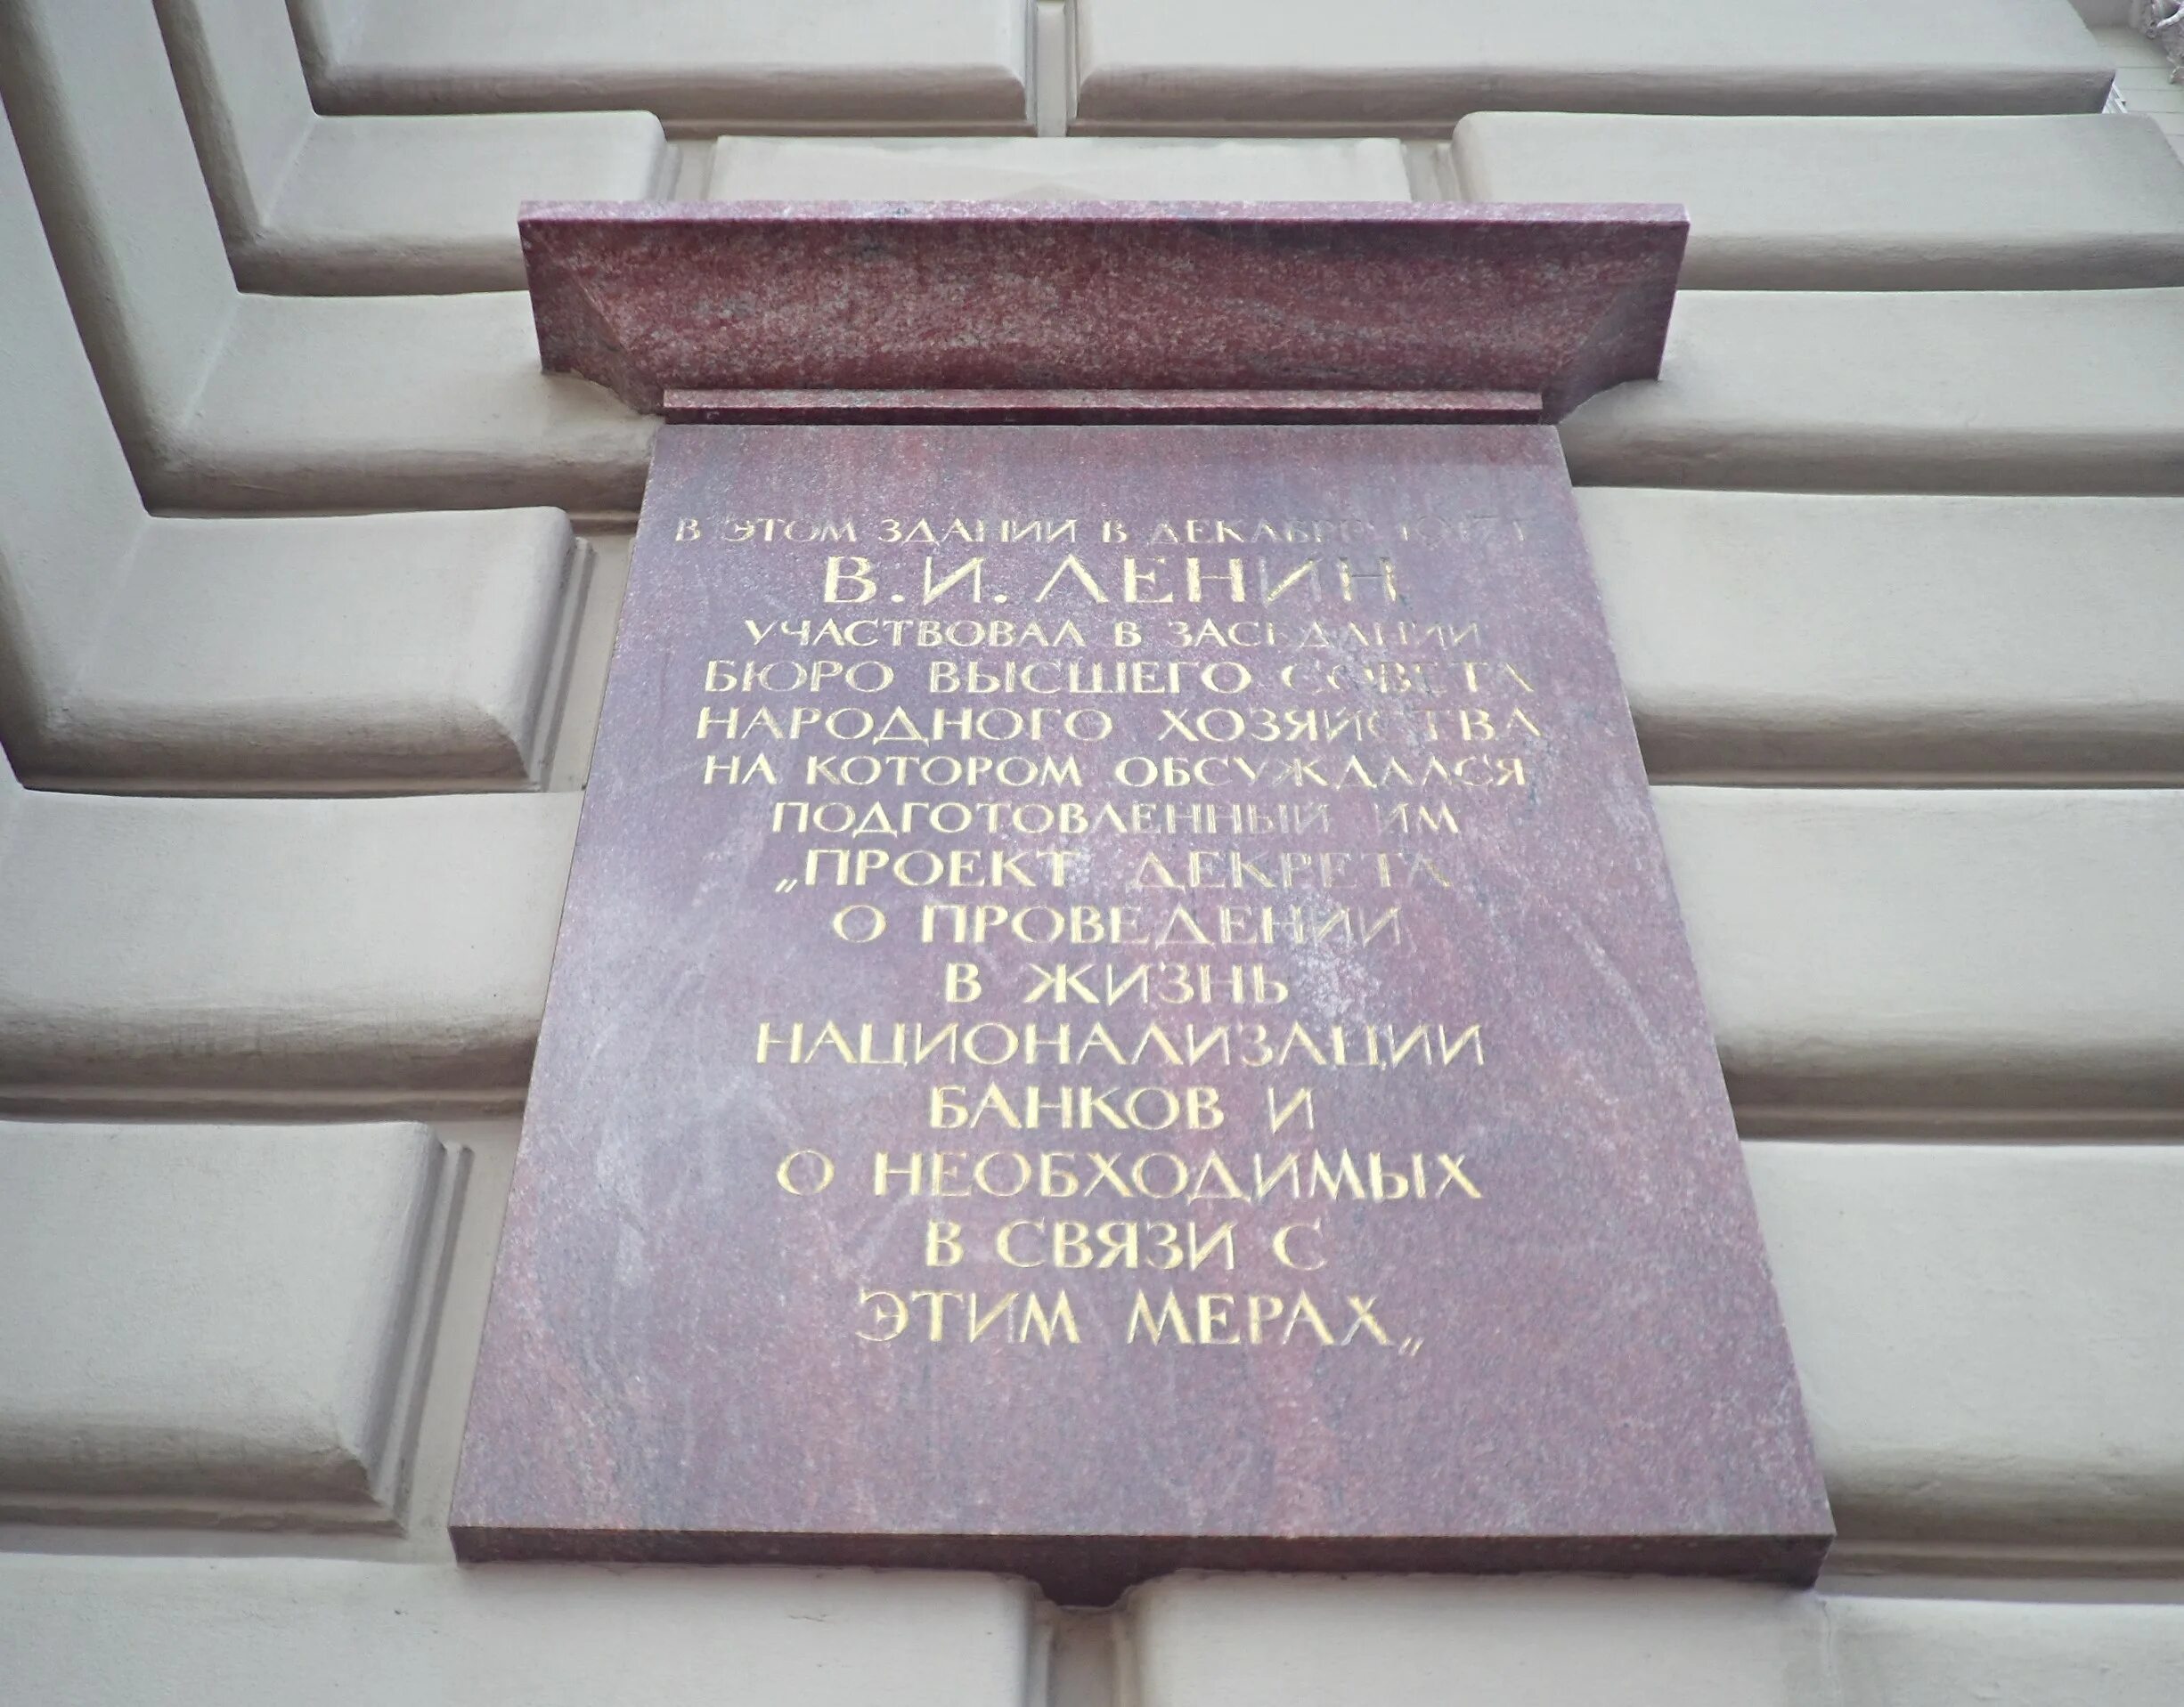 В ЭТОМ ЗДАНИИ В ДЕКАБРЕ 1917 г.
В.И. ЛЕНИН
УЧАСТВОВАЛ В ЗАСЕДАНИИ
БЮРО ВЫСШЕГО СОВЕТА
НАРОДНОГО ХОЗЯЙСТВА
НА КОТОРОМ ОБСУЖДАЛСЯ
ПОДГОТОВЛЕННЫЙ ИМ
„ПРОЕКТ ДЕКРЕТА
О ПРОВЕДЕНИИ
В ЖИЗНЬ
НАЦИОНАЛИЗАЦИИ
БАНКОВ И
О НЕОБХОДИМЫХ
В СВЯЗИ С
ЭТИМ МЕРАХ„